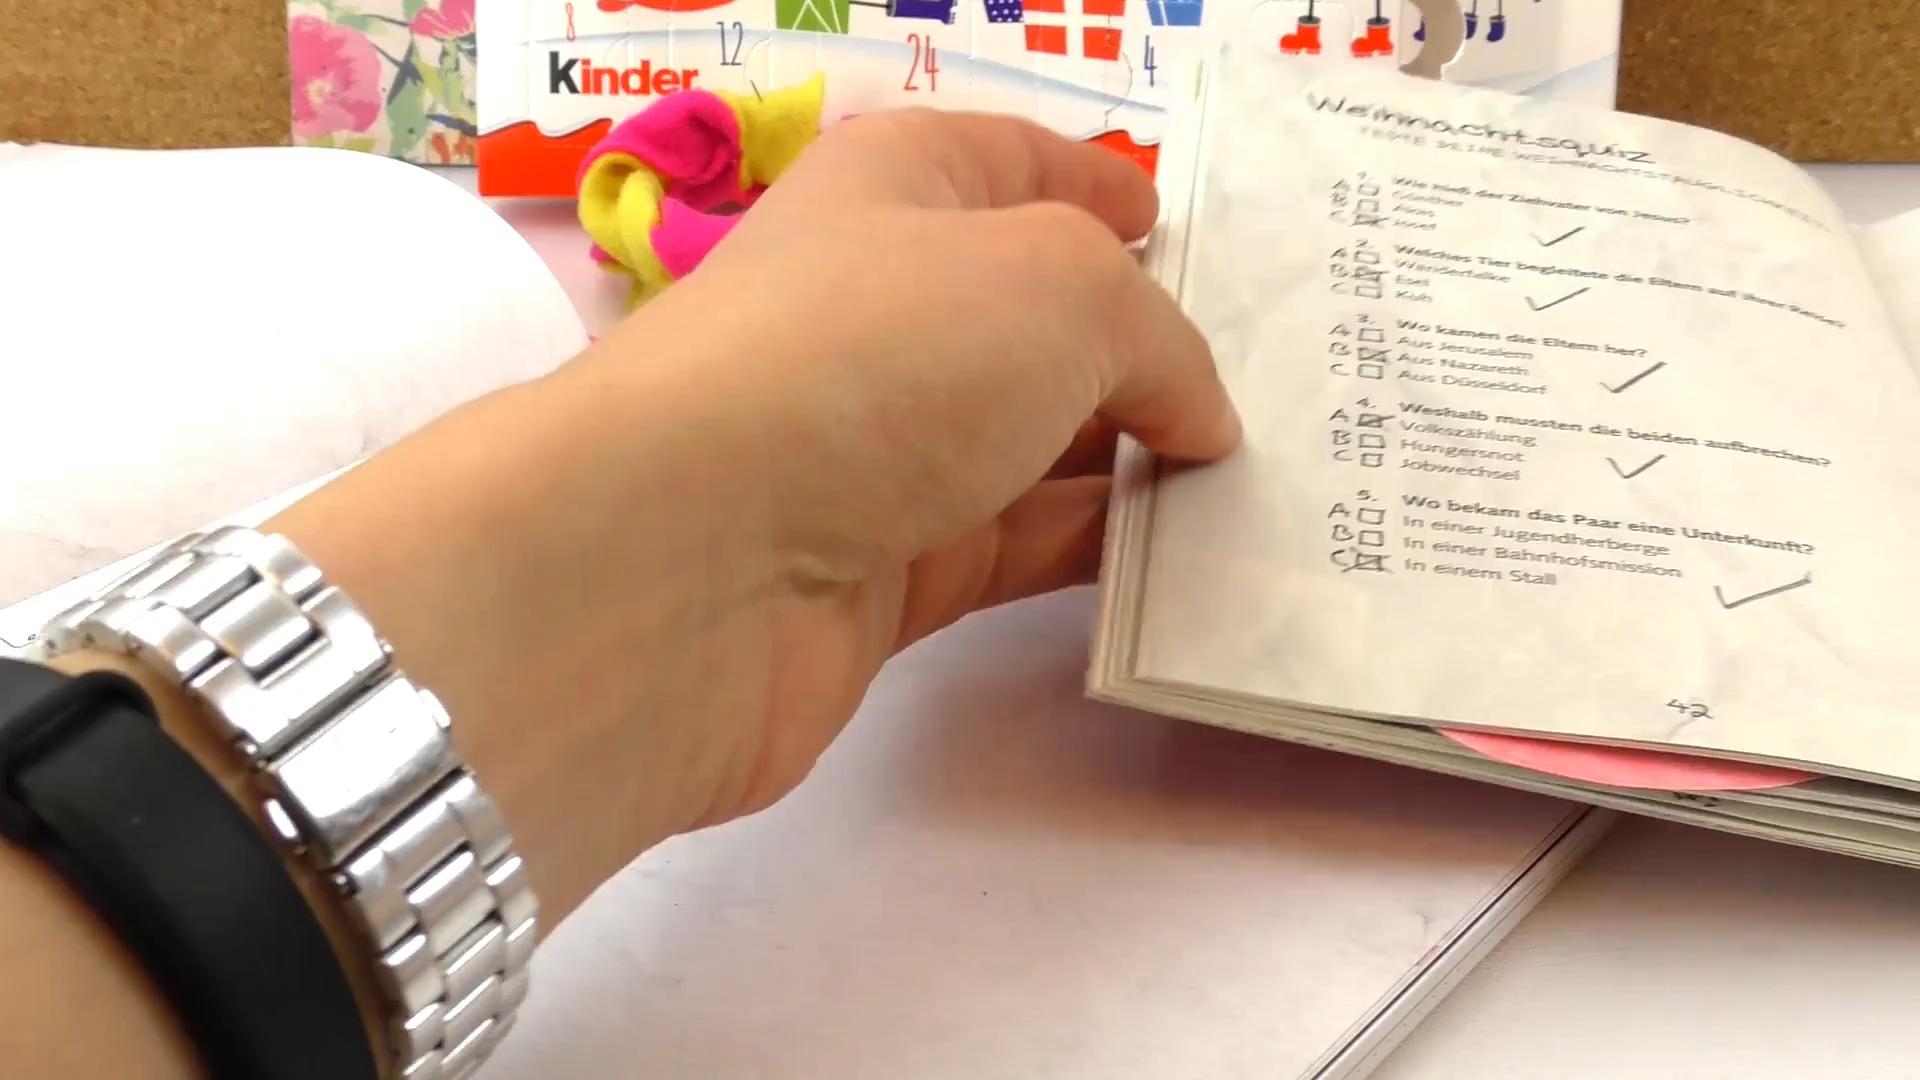 8
12
24
4
kinder
Weihnachtsquiz
1. Wie hieß der Ziehvater von Jesus?
A Günther
B
C Josef
2. Welches Tier begleitete die Eltern auf ihrer Reise?
A Wanderfalke
B Esel
C Kuh
3. Wo kamen die Eltern her?
A Aus Jerusalem
B Aus Nazareth
C Aus Düsseldorf
4. Weshalb mussten die beiden aufbrechen?
A Volkszählung
B Hungersnot
C Jobwechsel
5. Wo bekam das Paar eine Unterkunft?
A In einer Jugendherberge
B In einer Bahnhofsmission
C In einem Stall
42